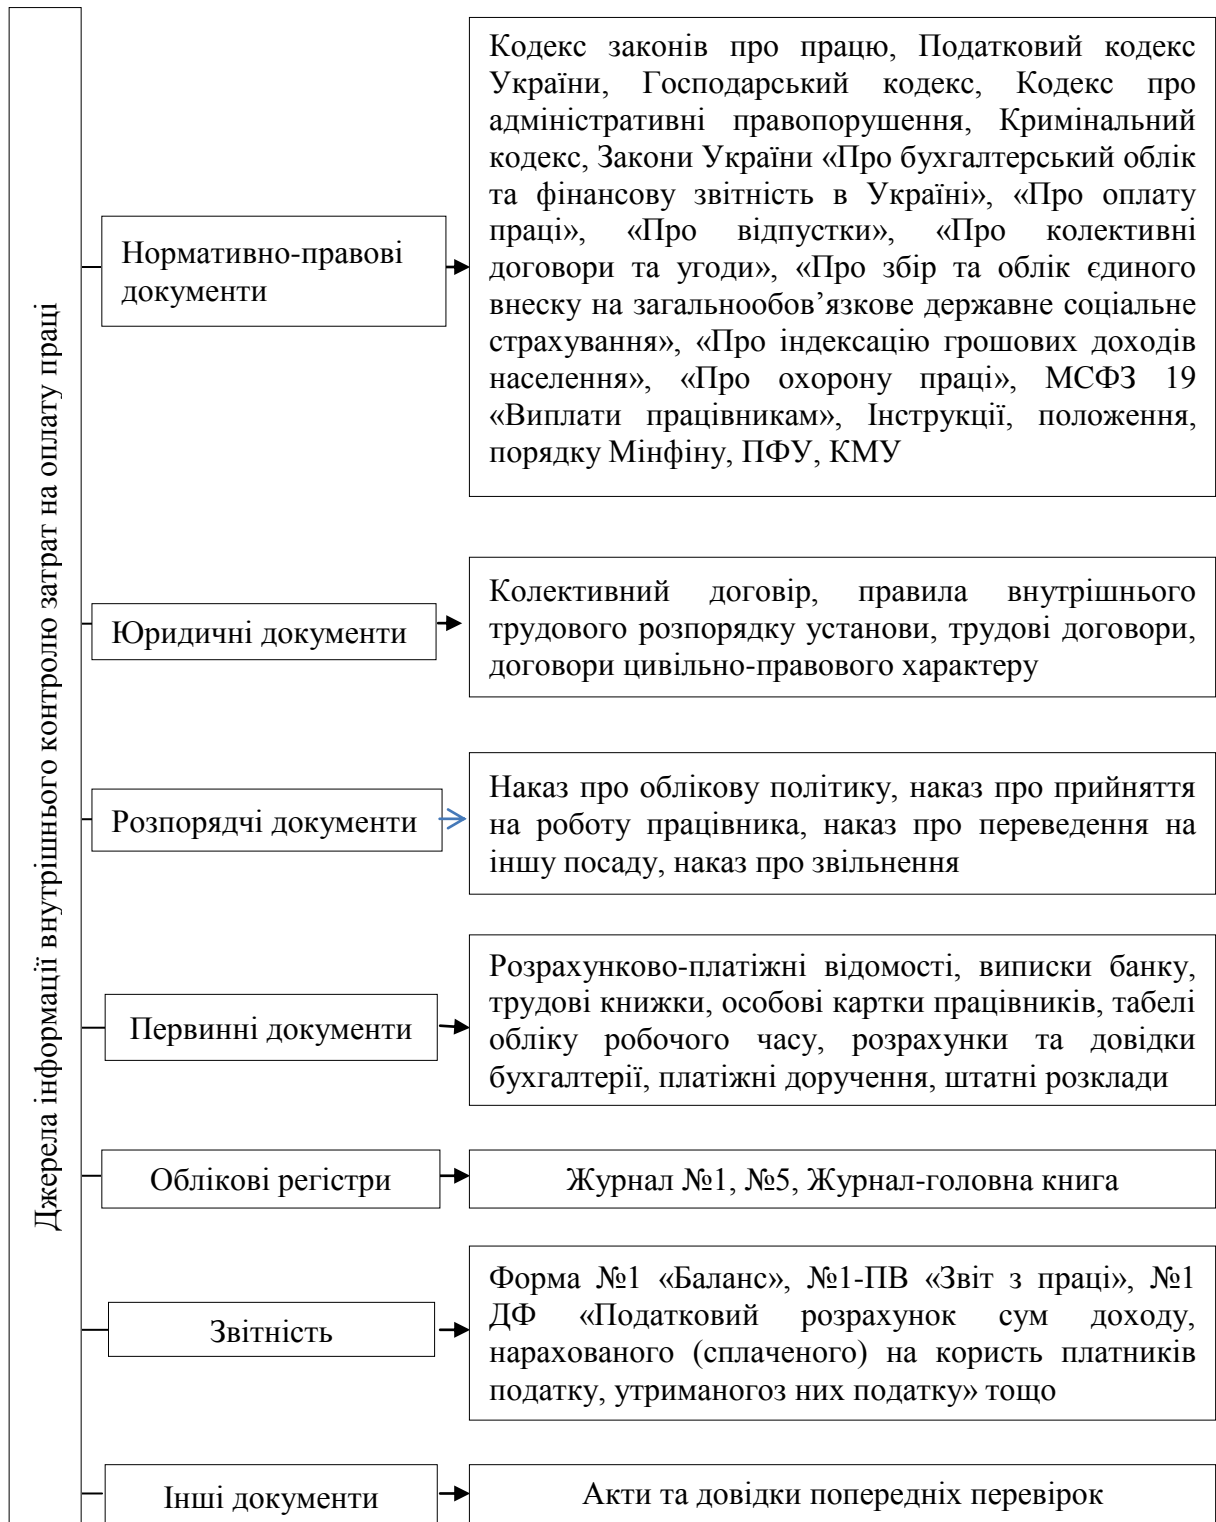 Джерела інформації внутрішнього контролю затрат на оплату праці
Нормативно-правові
документи
Кодекс законів про працю, Податковий кодекс
України, Господарський кодекс, Кодекс про
адміністративні правопорушення, Кримінальний
кодекс, Закони України «Про бухгалтерський облік
та фінансову звітність в Україні», «Про оплату
праці», «Про відпустки», «Про колективні
договори та угоди», «Про збір та облік єдиного
внеску на загальнообов’язкове державне соціальне
страхування», «Про індексацію грошових доходів
населення», «Про охорону праці», МСФЗ 19
«Виплати працівникам», Інструкції, положення,
порядку Мінфіну, ПФУ, КМУ
Юридичні документи
Колективний договір, правила внутрішнього
трудового розпорядку установи, трудові договори,
договори цивільно-правового характеру
Розпорядчі документи
Наказ про облікову політику, наказ про прийняття
на роботу працівника, наказ про переведення на
іншу посаду, наказ про звільнення
Первинні документи
Розрахунково-платіжні відомості, виписки банку,
трудові книжки, особові картки працівників, табелі
обліку робочого часу, розрахунки та довідки
бухгалтерії, платіжні доручення, штатні розклади
Облікові регістри
Журнал №1, №5, Журнал-головна книга
Звітність
Форма №1 «Баланс», №1-ПВ «Звіт з праці», №1
ДФ «Податковий розрахунок сум доходу,
нарахованого (сплаченого) на користь платників
податку, утриманогоз них податку» тощо
Інші документи
Акти та довідки попередніх перевірок